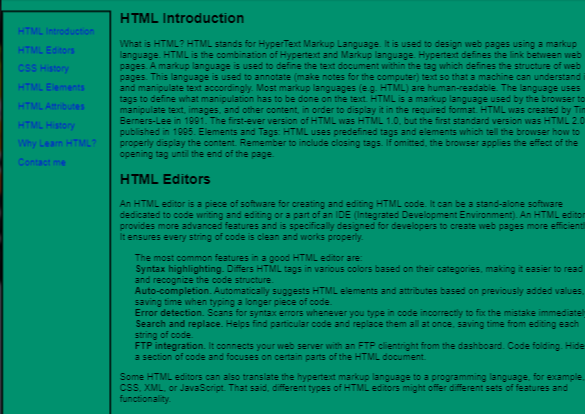 HTML Introduction
HTML Editors
CSS History
HTML Elements
HTML Attributes
HTML History
Why Learn HTML?
Contact me
HTML Introduction
What is HTML? HTML stands for HyperText Markup Language. It is used to design web pages using a markup
language. HTML is the combination of Hypertext and Markup language. Hypertext defines the link between web
pages. A markup language is used to define the text document within the tag which defines the structure of web
pages. This language is used to annotate (make notes for the computer) text so that a machine can understand
and manipulate text accordingly. Most markup languages (e.g. HTML) are human-readable. The language uses
tags to define what manipulation has to be done on the text. HTML is a markup language used by the browser to
manipulate text, images, and other content, in order to display it in the required format. HTML was created by Tim
Berners-Lee in 1991. The first-ever version of HTML was HTML 1.0, but the first standard version was HTML 2.0
published in 1995. Elements and Tags: HTML uses predefined tags and elements which tell the browser how to
properly display the content. Remember to include closing tags. If omitted, the browser applies the effect of the
opening tag until the end of the page.
HTML Editors
An HTML editor is a piece of software for creating and editing HTML code. It can be a stand-alone software
dedicated to code writing and editing or a part of an IDE (Integrated Development Environment). An HTML editor
provides more advanced features and is specifically designed for developers to create web pages more efficientl
It ensures every string of code is clean and works properly.
The most common features in a good HTML editor are:
Syntax highlighting. Differs HTML tags in various colors based on their categories, making it easier to read
and recognize the code structure.
Auto-completion. Automatically suggests HTML elements and attributes based on previously added values,
saving time when typing a longer piece of code.
Error detection. Scans for syntax errors whenever you type in code incorrectly to fix the mistake immediatel
Search and replace. Helps find particular code and replace them all at once, saving time from editing each
string of code.
FTP integration. It connects your web server with an FTP clientright from the dashboard. Code folding. Hide
a section of code and focuses on certain parts of the HTML document.
Some HTML editors can also translate the hypertext markup language to a programming language, for example
CSS, XML, or JavaScript. That said, different types of HTML editors might offer different sets of features and
functionality.